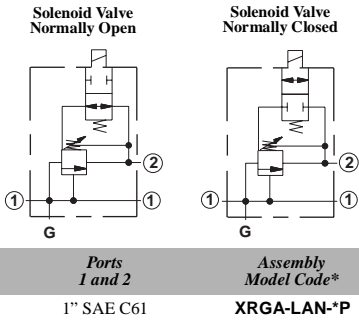 Solenoid Valve
Normally Open
Solenoid Valve
Normally Closed
2
2
1
1
1
1
G
G
Ports
1 and 2
Assembly
Model Code*
1” SAE C61
XRGA-LAN-*P